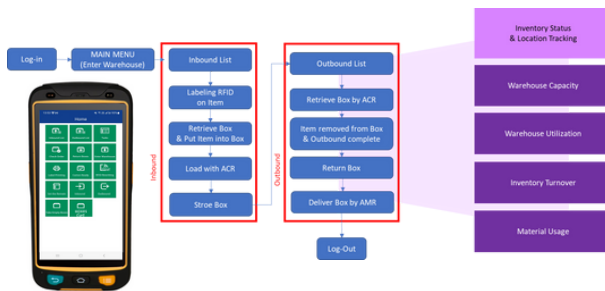 Log-in
MAIN MENU
(Enter Warehouse)
Inbound List
Labeling RFID
on Item
Retrieve Box
& Put Item into Box
Load with ACR
Stroe Box
Inbound
Outbound List
Retrieve Box by ACR
Item removed from Box
& Outbound complete
Return Box
Deliver Box by AMR
Outbound
Log-Out
Inventory Status
& Location Tracking
Warehouse Capacity
Warehouse Utilization
Inventory Turnover
Material Usage
Home